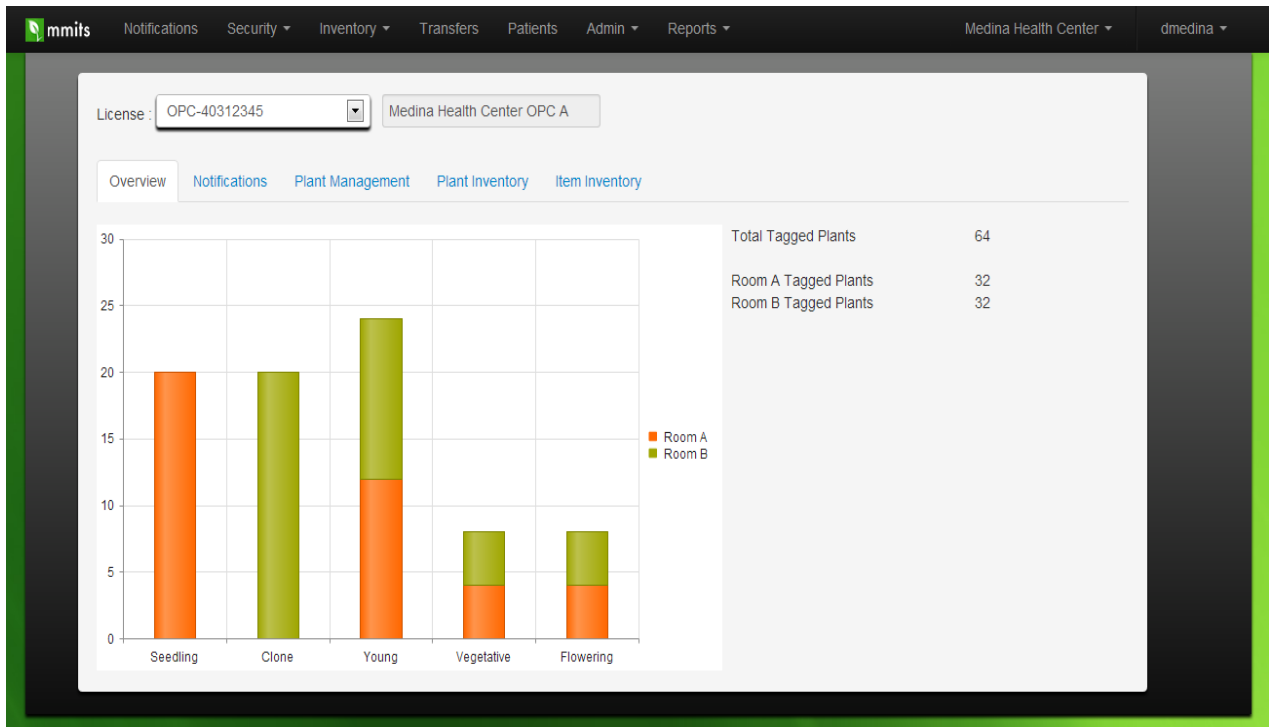 mmits Notifications Security Inventory Transfers Patients Admin Reports Medina Health Center dmedina
License : OPC-40312345 Medina Health Center OPC A
Overview Notifications Plant Management Plant Inventory Item Inventory
30
25
20
15
10
5
0
Seedling Clone Young Vegetative Flowering
Room A
Room B
Total Tagged Plants 64
Room A Tagged Plants 32
Room B Tagged Plants 32